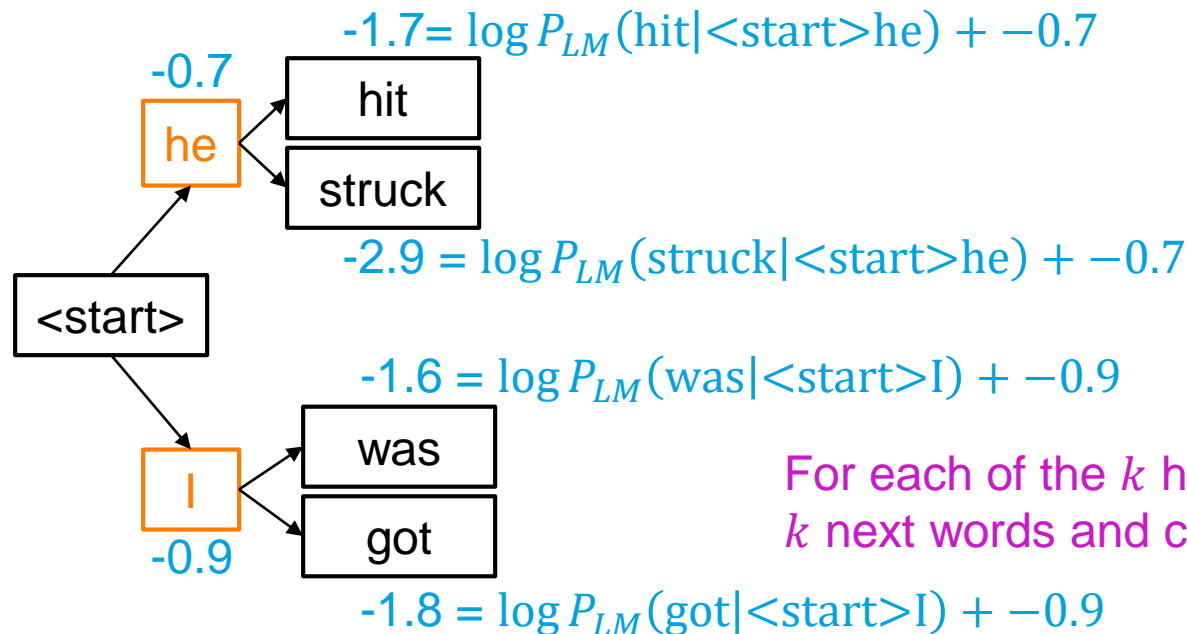 -1.7= log P_LM(hit|<start>he) + −0.7
-0.7
hit
he
struck
-2.9 = log P_LM(struck|<start>he) + −0.7
<start>
-1.6 = log P_LM(was|<start>I) + −0.9
was
For each of the k h
I
k next words and c
got
-0.9
-1.8 = log P_LM(got|<start>I) + −0.9